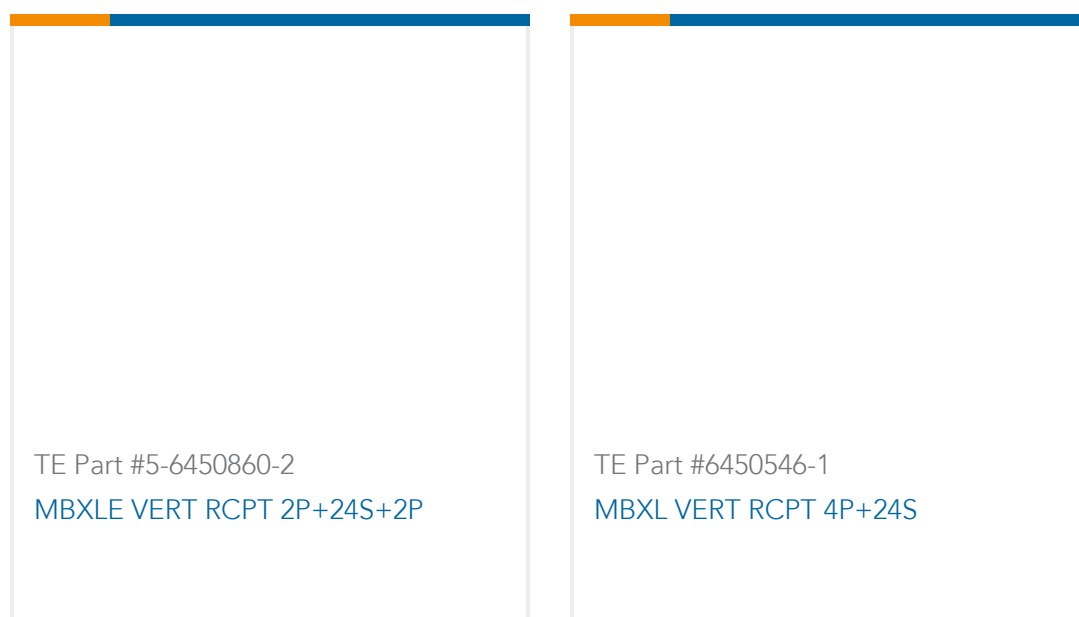 TE Part #5-6450860-2
MBXLE VERT RCPT 2P+24S+2P
TE Part #6450546-1
MBXL VERT RCPT 4P+24S